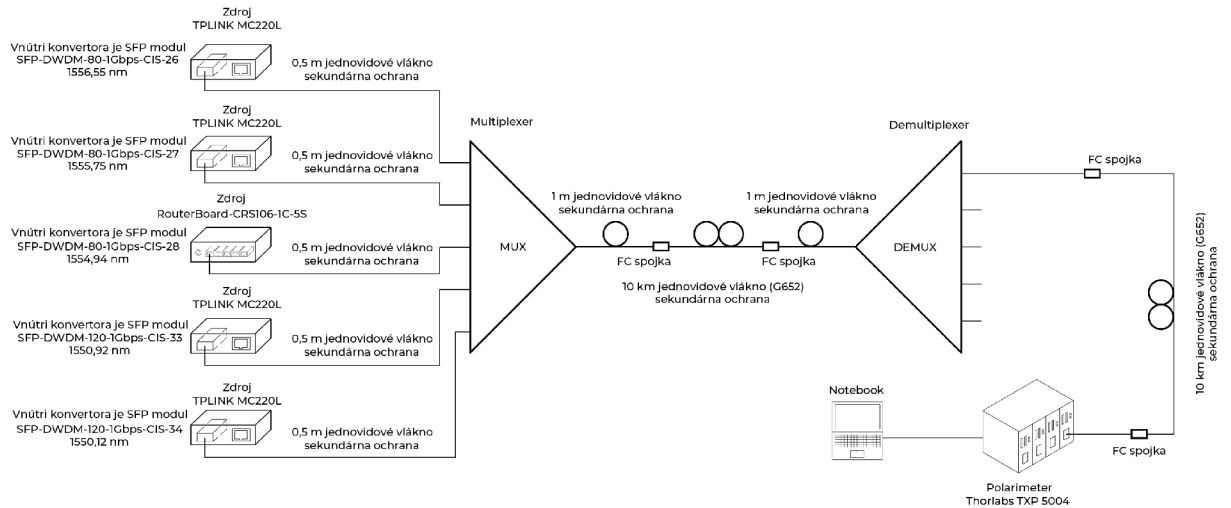 Zdroj
TPLINK MC220L
Vnútri konvertora je SFP modul
SFP-DWDM-80-1Gbps-CIS-26
1556,55 nm
0,5 m jednovidové vlákno
sekundárna ochrana
Zdroj
TPLINK MC220L
Vnútri konvertora je SFP modul
SFP-DWDM-80-1Gbps-CIS-27
1555,75 nm
0,5 m jednovidové vlákno
sekundárna ochrana
Zdroj
RouterBoard-CRS106-1C-5S
Vnútri konvertora je SFP modul
SFP-DWDM-80-1Gbps-CIS-28
1554,94 nm
0,5 m jednovidové vlákno
sekundárna ochrana
Zdroj
TPLINK MC220L
Vnútri konvertora je SFP modul
SFP-DWDM-120-1Gbps-CIS-33
1550,92 nm
0,5 m jednovidové vlákno
sekundárna ochrana
Zdroj
TPLINK MC220L
Vnútri konvertora je SFP modul
SFP-DWDM-120-1Gbps-CIS-34
1550,12 nm
0,5 m jednovidové vlákno
sekundárna ochrana
Multiplexer
MUX
1 m jednovidové vlákno
sekundárna ochrana
FC spojka
10 km jednovidové vlákno (G652)
sekundárna ochrana
FC spojka
1 m jednovidové vlákno
sekundárna ochrana
Demultiplexer
DEMUX
FC spojka
10 km jednovidové vlákno (G652)
sekundárna ochrana
FC spojka
Notebook
Polarimeter
Thorlabs TXP 5004